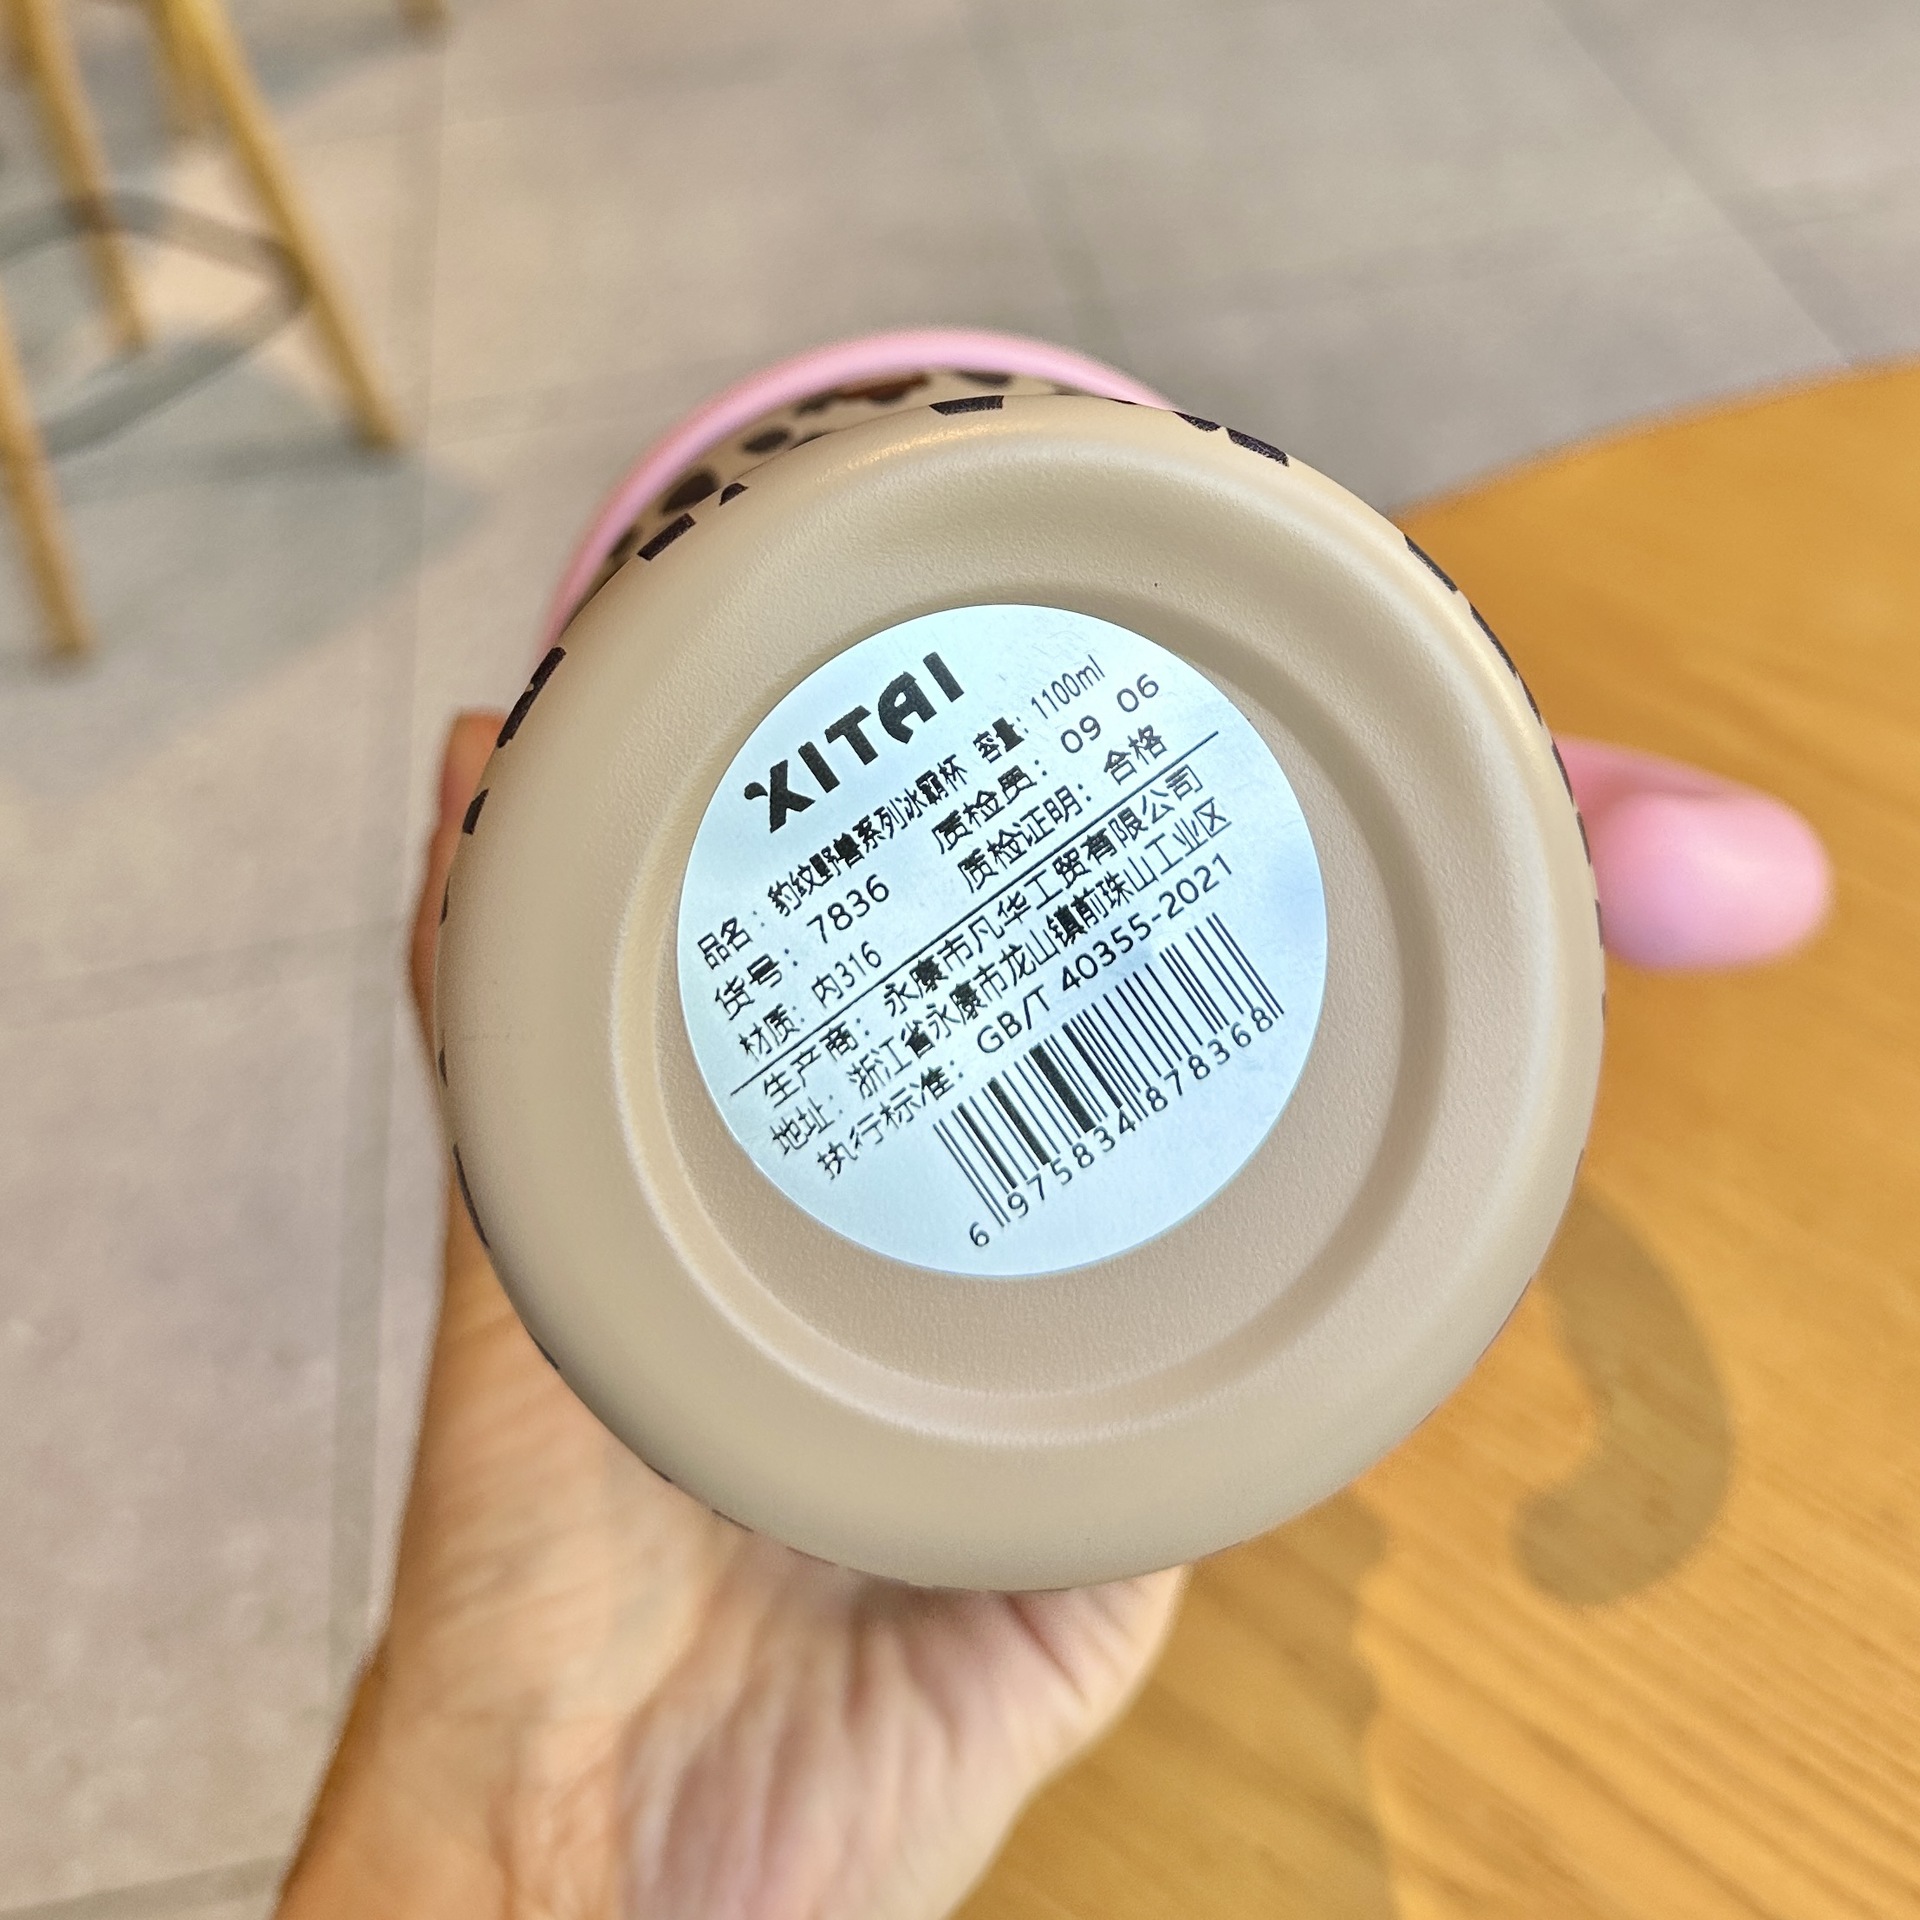 XITAI
品名：豹纹野兽系列冰霸杯 容量：1100ml
货号：7836 质检员：09 06
材质：内316 质检证明：合格
生产商：永康市凡华工贸有限公司
地址：浙江省永康市龙山镇前珠山工业区
执行标准：GB/T 40355-2021
6 975834 878368